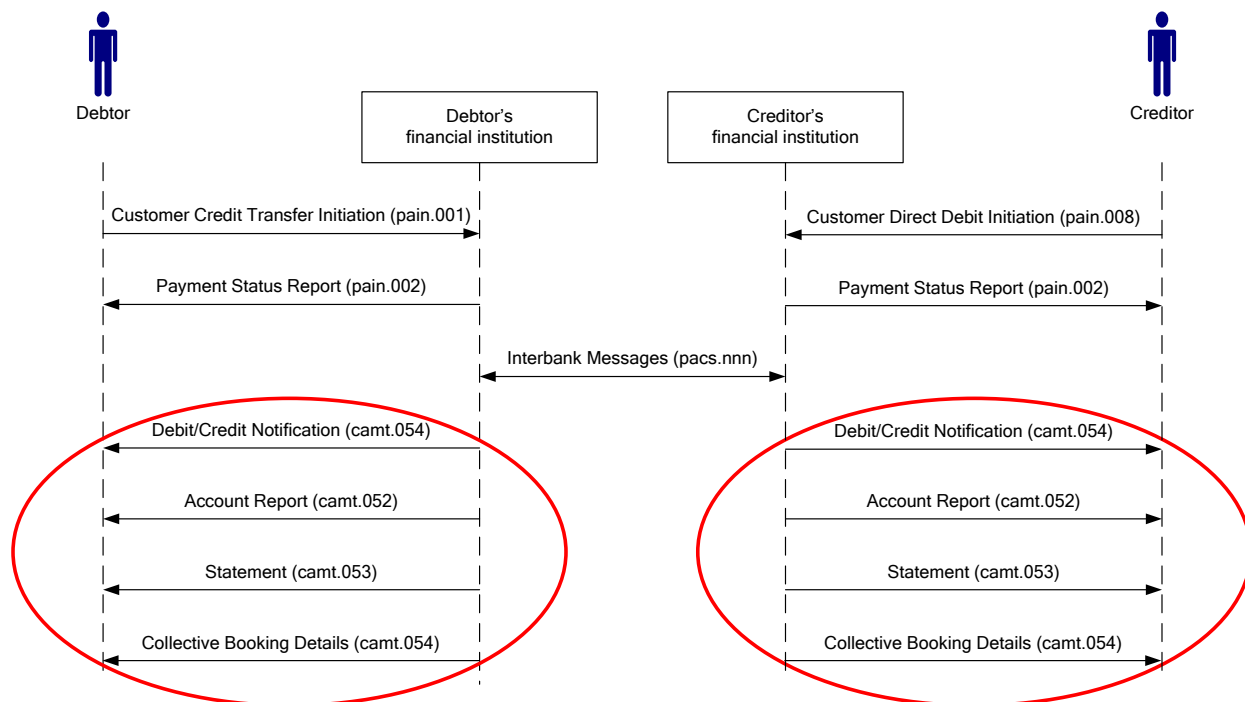 Debtor
Debtor's
financial institution
Creditor's
financial institution
Creditor
Customer Credit Transfer Initiation (pain.001)
Customer Direct Debit Initiation (pain.008)
Payment Status Report (pain.002)
Payment Status Report (pain.002)
Interbank Messages (pacs.nnn)
Debit/Credit Notification (camt.054)
Debit/Credit Notification (camt.054)
Account Report (camt.052)
Account Report (camt.052)
Statement (camt.053)
Statement (camt.053)
Collective Booking Details (camt.054)
Collective Booking Details (camt.054)